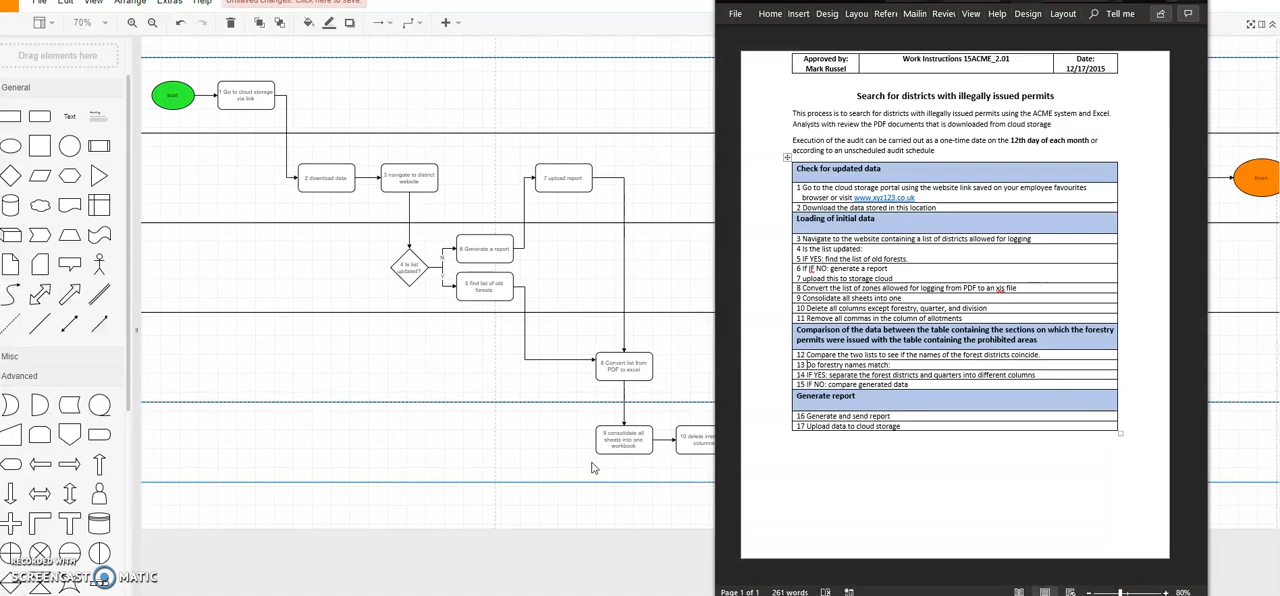 File
Edit
View
Arrange
Extras
Help
Unsaved changes. Click here to save.
70%
Drag elements here
General
Text
Misc
Advanced
start
1 Go to cloud storage
via link
2 download data
3 navigate to district
website
4 Is list
updated?
N
Y
6 Generate a report
5 find list of old
forests
7 upload report
8 Convert list from
PDF to excel
9 consolidate all
sheets into one
workbook
10 delete
columns
finish
RECORDED WITH
SCREENCAST MATIC
File Home Insert Desig Layou Refer Mailin Reviev View Help Design Layout Tell me
Approved by:
Mark Russel
Work Instructions 15ACME_2.01
Date:
12/17/2015
Search for districts with illegally issued permits
This process is to search for districts with illegally issued permits using the ACME system and Excel.
Analysts with review the PDF documents that is downloaded from cloud storage
Execution of the audit can be carried out as a one-time date on the 12th day of each month or
according to an unscheduled audit schedule
Check for updated data
1 Go to the cloud storage portal using the website link saved on your employee favourites
browser or visit www.xyz123.co.uk
2 Download the data stored in this location
Loading of initial data
3 Navigate to the website containing a list of districts allowed for logging
4 Is the list updated:
5 IF YES: find the list of old forests.
6 If IF NO: generate a report
7 upload this to storage cloud
8 Convert the list of zones allowed for logging from PDF to an xls file
9 Consolidate all sheets into one
10 Delete all columns except forestry, quarter, and division
11 Remove all commas in the column of allotments
Comparison of the data between the table containing the sections on which the forestry
permits were issued with the table containing the prohibited areas
12 Compare the two lists to see if the names of the forest districts coincide.
13 Do forestry names match:
14 IF YES: separate the forest districts and quarters into different columns
15 IF NO: compare generated data
Generate report
16 Generate and send report
17 Upload data to cloud storage
Page 1 of 1
261 words
80%